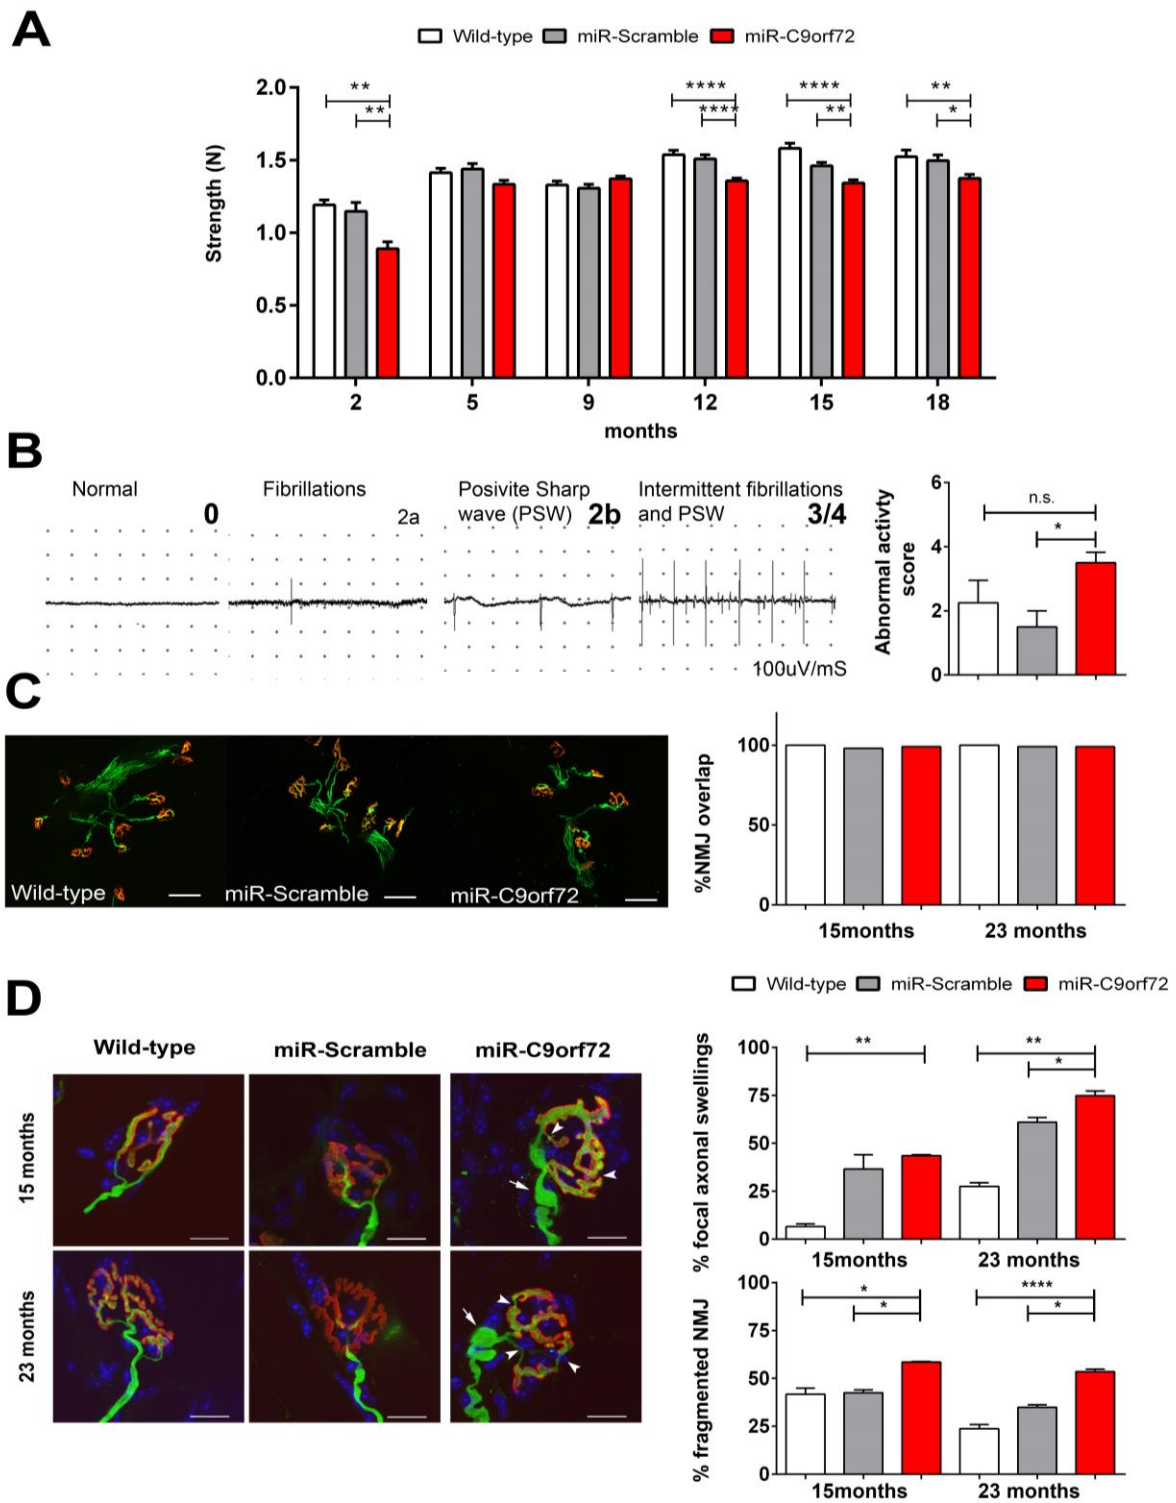 A
Wild-type miR-Scramble miR-C9orf72
2.0
1.5
1.0
0.5
0.0
Strength (N)
** ** **** **** **** ** ** *
2 5 9 12 15 18
months
B
Normal 0
Fibrillations 2a
Posivite Sharp
wave (PSW) 2b
Intermittent fibrillations
and PSW 3/4
100uV/mS
Abnormal activty
score
6
4
2
0
n.s.
*
C
Wild-type miR-Scramble miR-C9orf72
%NMJ overlap
100
50
0
15months 23 months
D
Wild-type miR-Scramble miR-C9orf72
Wild-type miR-Scramble miR-C9orf72
15 months
23 months
% focal axonal swellings
100
75
50
25
0
** ** *
15months 23 months
% fragmented NMJ
100
75
50
25
0
* * **** *
15months 23 months